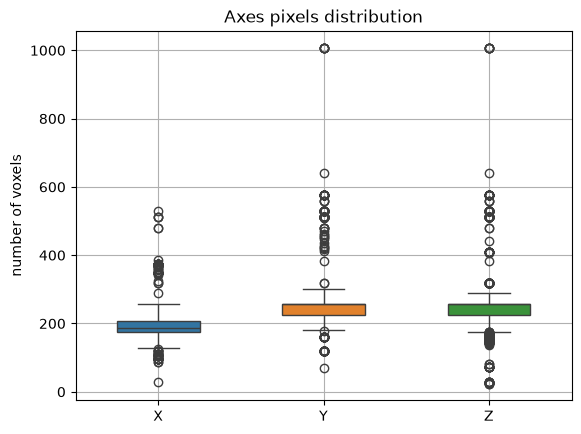 Axes pixels distribution
1000
800
600
400
200
0
number of voxels
X
Y
Z